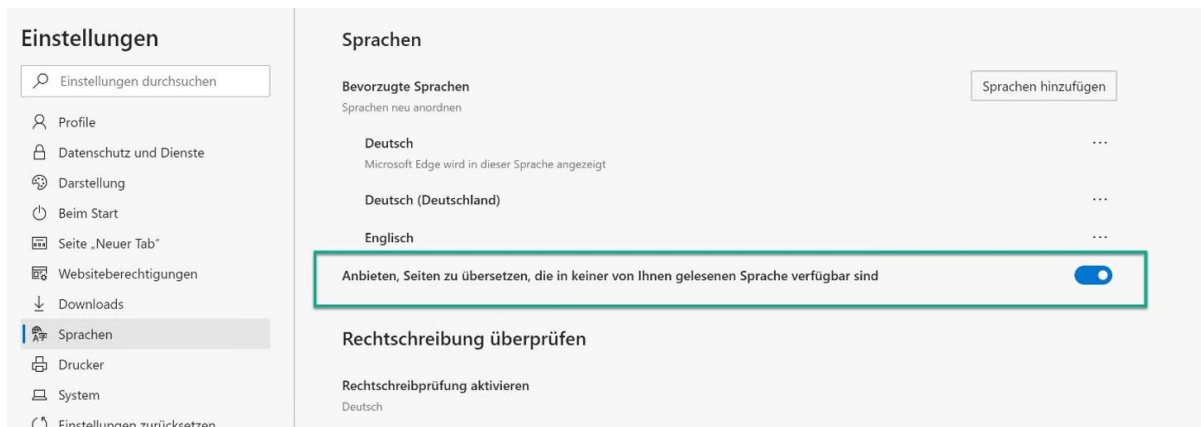 Einstellungen
Einstellungen durchsuchen
Profile
Datenschutz und Dienste
Darstellung
Beim Start
Seite „Neuer Tab“
Websiteberechtigungen
Downloads
Sprachen
Drucker
System
Einstellungen zurücksetzen
Sprachen
Bevorzugte Sprachen
Sprachen hinzufügen
Sprachen neu anordnen
Deutsch
Microsoft Edge wird in dieser Sprache angezeigt
Deutsch (Deutschland)
Englisch
Anbieten, Seiten zu übersetzen, die in keiner von Ihnen gelesenen Sprache verfügbar sind
Rechtschreibung überprüfen
Rechtschreibprüfung aktivieren
Deutsch